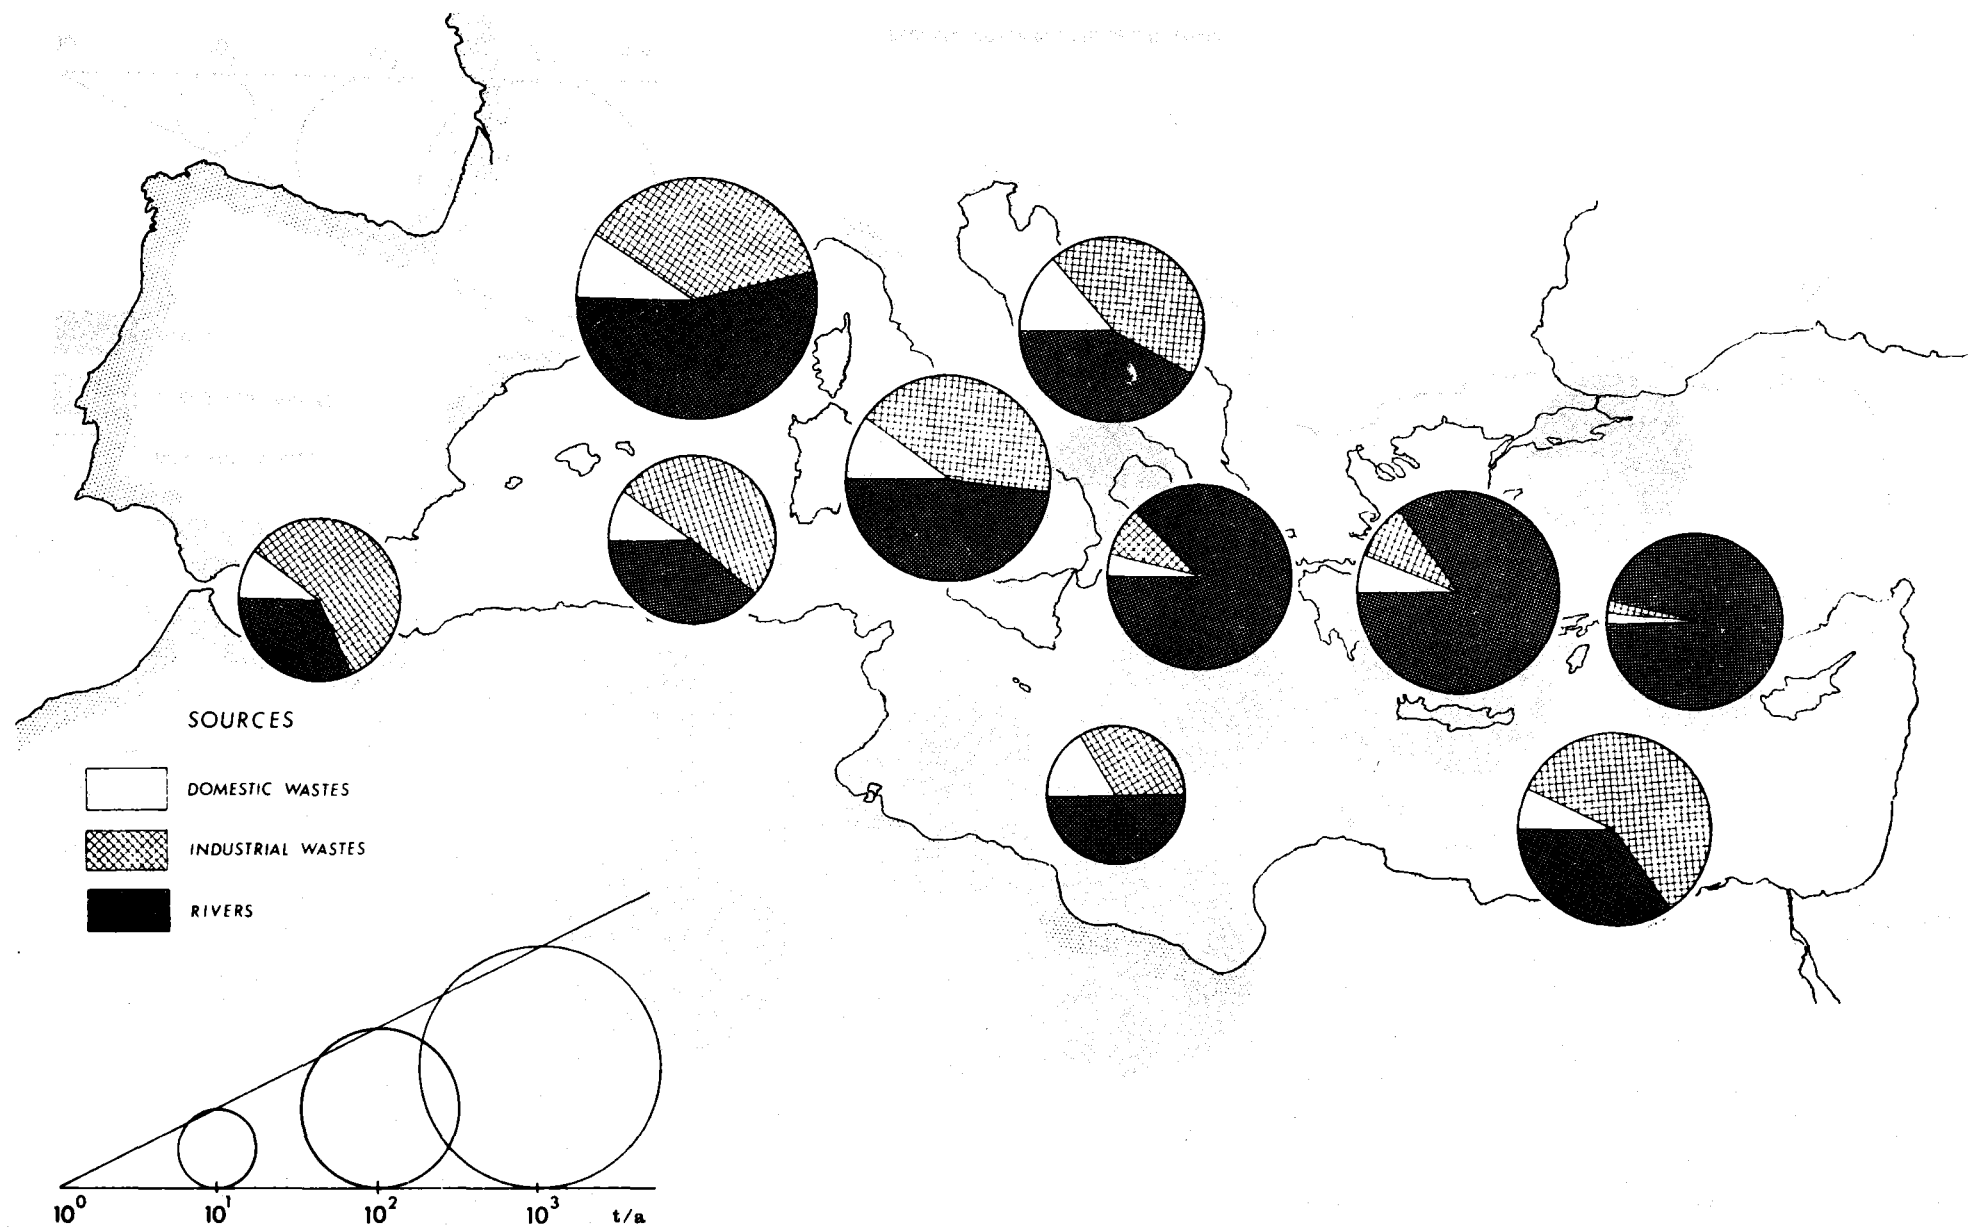 SOURCES
DOMESTIC WASTES
INDUSTRIAL WASTES
RIVERS
10⁰ 10¹ 10² 10³ t/a